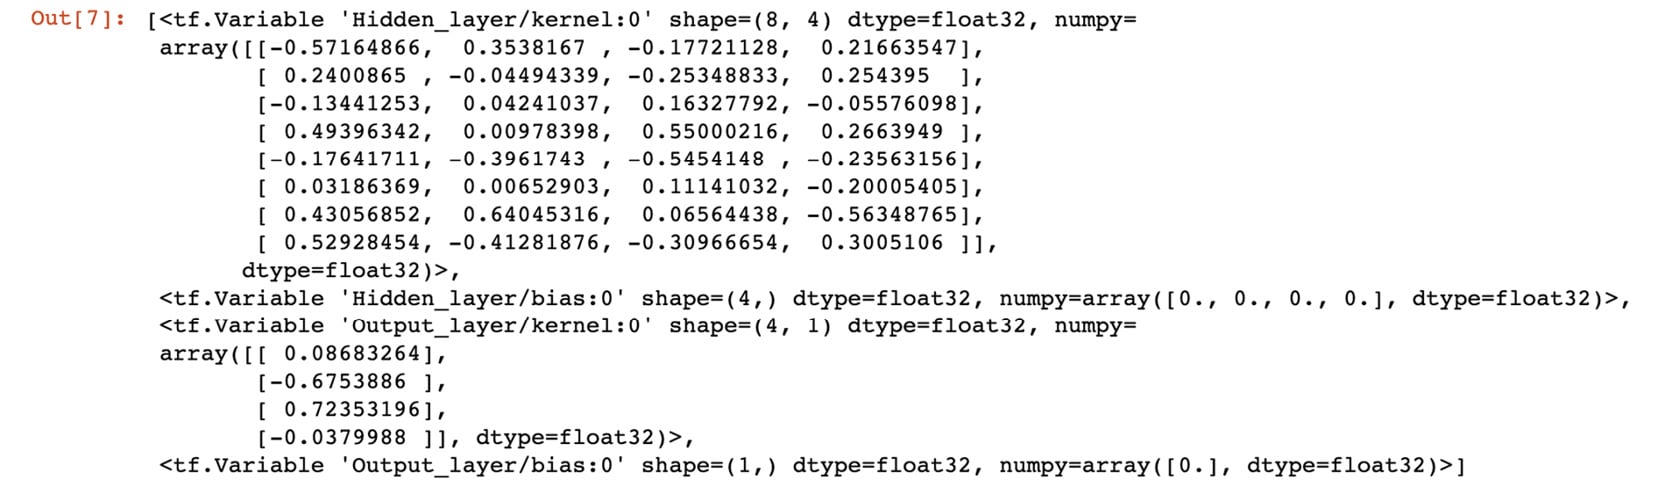 Out[7]: [<tf.Variable 'Hidden_layer/kernel:0' shape=(8, 4) dtype=float32, numpy=
array([[-0.57164866,  0.3538167 , -0.17721128,  0.21663547],
[ 0.2400865 , -0.04494339, -0.25348833,  0.254395  ],
[-0.13441253,  0.04241037,  0.16327792, -0.05576098],
[ 0.49396342,  0.00978398,  0.55000216,  0.2663949 ],
[-0.17641711, -0.3961743 , -0.5454148 , -0.23563156],
[ 0.03186369,  0.00652903,  0.11141032, -0.20005405],
[ 0.43056852,  0.64045316,  0.06564438, -0.56348765],
[ 0.52928454, -0.41281876, -0.30966654,  0.3005106 ]],
dtype=float32)>,
<tf.Variable 'Hidden_layer/bias:0' shape=(4,) dtype=float32, numpy=array([0., 0., 0., 0.], dtype=float32)>,
<tf.Variable 'Output_layer/kernel:0' shape=(4, 1) dtype=float32, numpy=
array([[ 0.08683264],
[-0.6753886 ],
[ 0.72353196],
[-0.0379988 ]], dtype=float32)>,
<tf.Variable 'Output_layer/bias:0' shape=(1,) dtype=float32, numpy=array([0.], dtype=float32)>]